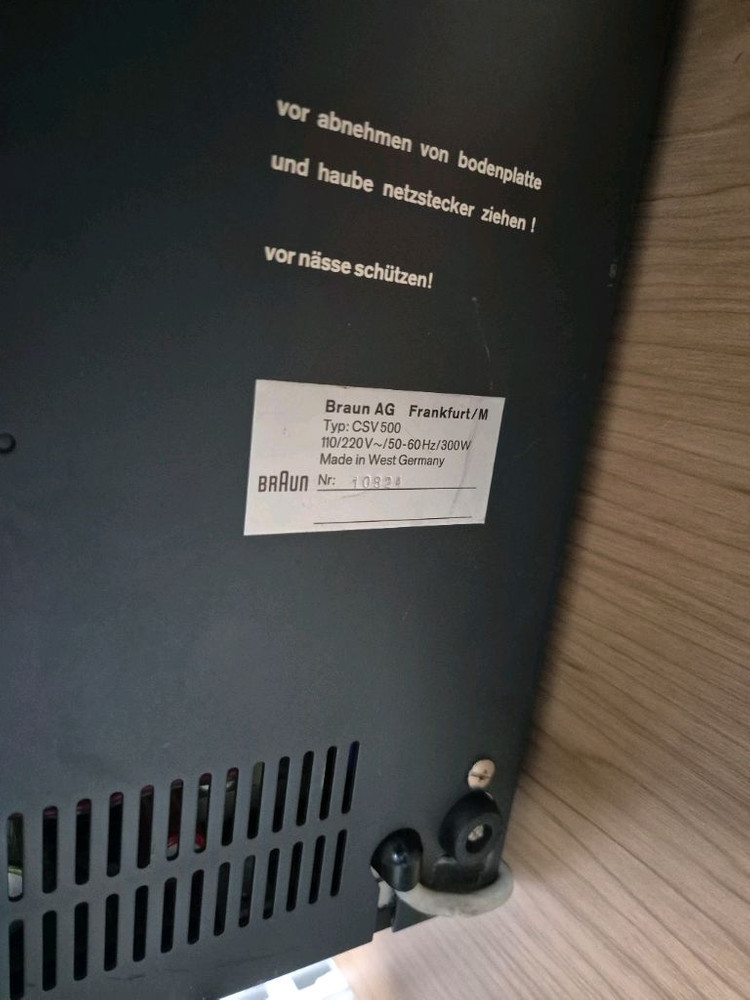 vor abnehmen von bodenplatte
und haube netzstecker ziehen !
vor nässe schützen!
Braun AG Frankfurt/M
Typ: CSV 500
110/220V~/50-60Hz/300W
Made in West Germany
BRAUN Nr: 10824